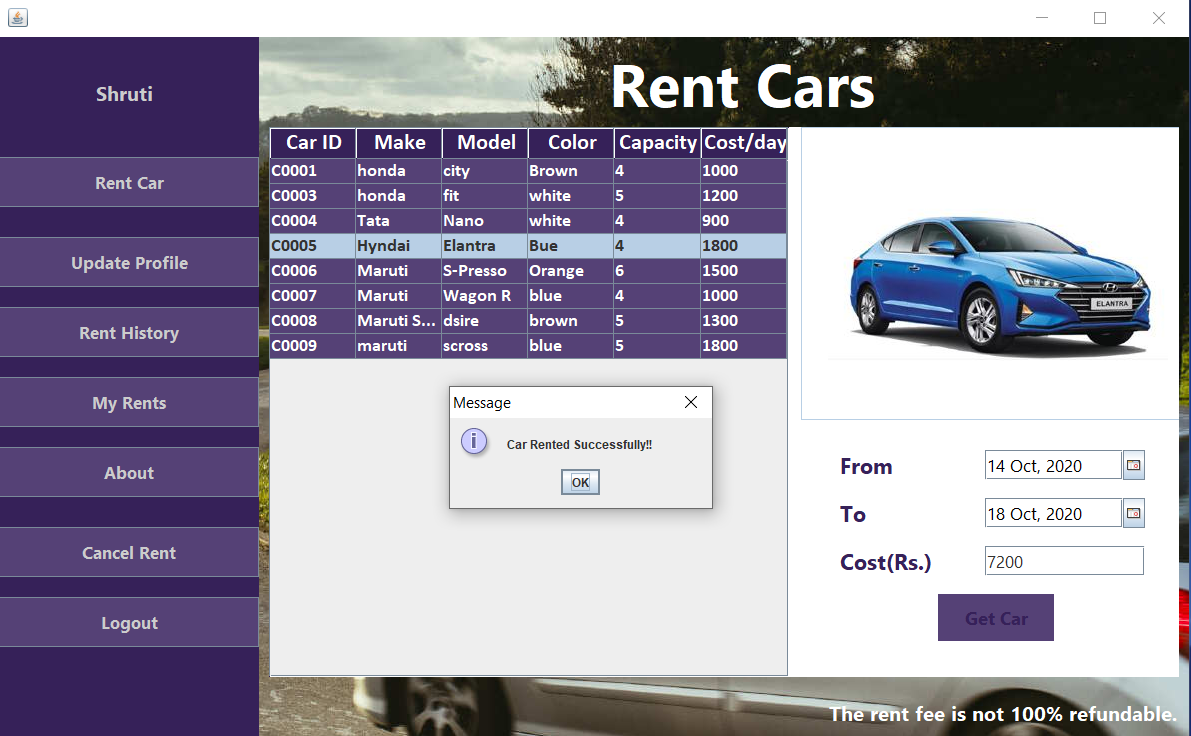 Shruti
Rent Car
Update Profile
Rent History
My Rents
About
Cancel Rent
Logout
Rent Cars
Car ID Make Model Color Capacity Cost/day
C0001 honda city Brown 4 1000
C0003 honda fit white 5 1200
C0004 Tata Nano white 4 900
C0005 Hyndai Elantra Bue 4 1800
C0006 Maruti S-Presso Orange 6 1500
C0007 Maruti Wagon R blue 4 1000
C0008 Maruti S... dsire brown 5 1300
C0009 maruti scross blue 5 1800
Message
Car Rented Successfully!!
OK
ELANTRA
From 14 Oct, 2020
To 18 Oct, 2020
Cost(Rs.) 7200
Get Car
The rent fee is not 100% refundable.